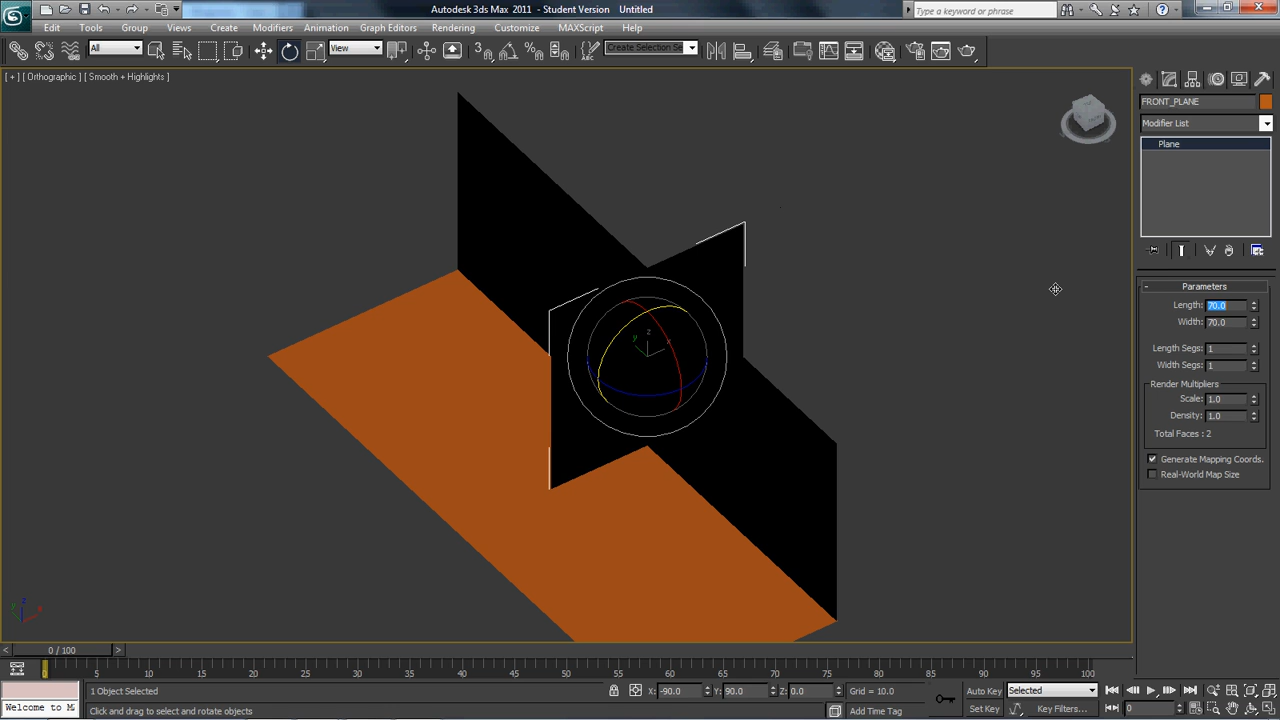 Autodesk 3ds Max 2011 - Student Version Untitled
Type a keyword or phrase
Edit Tools Group Views Create Modifiers Animation Graph Editors Rendering Customize MAXScript Help
All View Create Selection Se
[ + ] [ Orthographic ] [ Smooth + Highlights ]
FRONT_PLANE
Modifier List
Plane
- Parameters
Length: 70.0
Width: 70.0
Length Segs: 1
Width Segs: 1
Render Multipliers
Scale: 1.0
Density: 1.0
Total Faces : 2
Generate Mapping Coords.
Real-World Map Size
z
y x
z
y x
< 0 / 100 >
0 5 10 15 20 25 30 35 40 45 50 55 60 65 70 75 80 85 90 95 100
1 Object Selected X: -90.0 Y: 90.0 Z: 0.0 Grid = 10.0 Auto Key Selected
Welcome to M Click and drag to select and rotate objects Add Time Tag Set Key Key Filters... 0